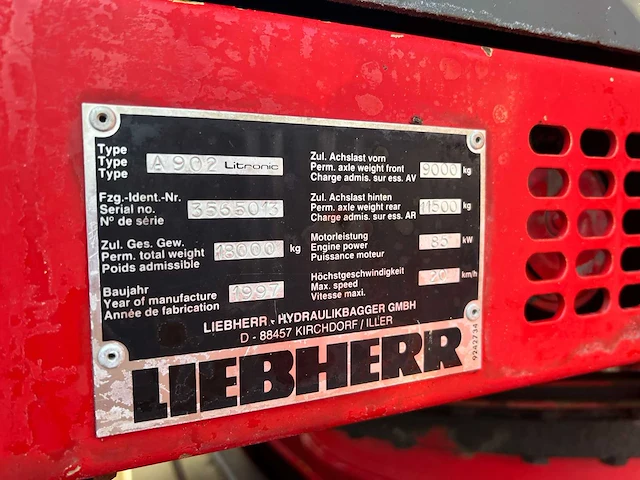 Type
Type
Type
A902 Litronic
Fzg.-Ident.-Nr.
Serial no.
N° de série
3565013
Zul. Ges. Gew.
Perm. total weight
Poids admissible
18000 kg
Baujahr
Year of manufacture
Année de fabrication
1997
Zul. Achslast vorn
Perm. axle weight front
Charge admis. sur ess. AV
9000 kg
Zul. Achslast hinten
Perm. axle weight rear
Charge admis. sur ess. AR
11500 kg
Motorleistung
Engine power
Puissance moteur
85 kW
Höchstgeschwindigkeit
Max. speed
Vitesse maxi.
20 km/h
LIEBHERR - HYDRAULIKBAGGER GMBH
D - 88457 KIRCHDORF / ILLER
LIEBHERR
9242734